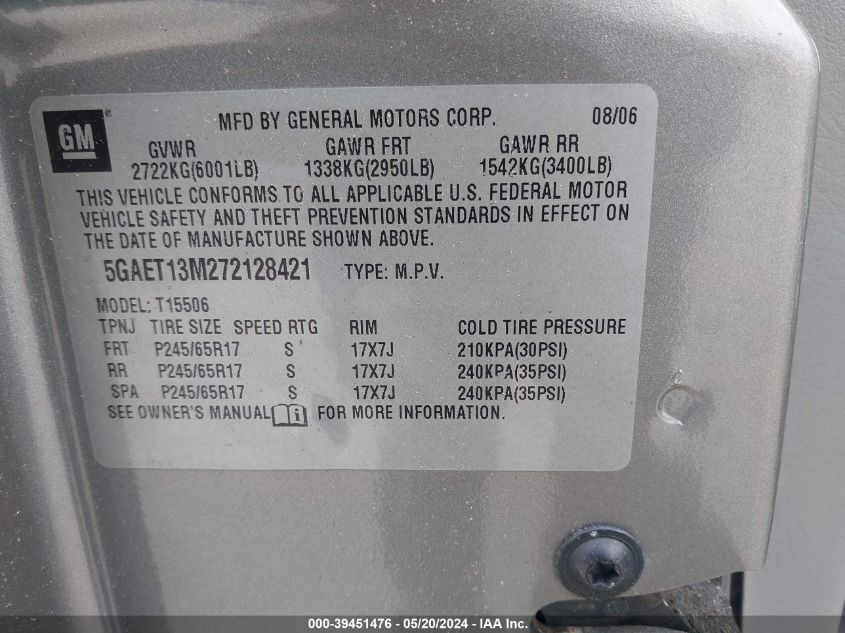 GM
®
MFD BY GENERAL MOTORS CORP. 08/06
GVWR GAWR FRT GAWR RR
2722KG(6001LB) 1338KG(2950LB) 1542KG(3400LB)
THIS VEHICLE CONFORMS TO ALL APPLICABLE U.S. FEDERAL MOTOR
VEHICLE SAFETY AND THEFT PREVENTION STANDARDS IN EFFECT ON
THE DATE OF MANUFACTURE SHOWN ABOVE.
5GAET13M272128421 TYPE: M.P.V.
MODEL: T15506
TPNJ TIRE SIZE SPEED RTG RIM COLD TIRE PRESSURE
FRT P245/65R17 S 17X7J 210KPA(30PSI)
RR P245/65R17 S 17X7J 240KPA(35PSI)
SPA P245/65R17 S 17X7J 240KPA(35PSI)
SEE OWNER'S MANUAL i FOR MORE INFORMATION.
000-39451476 - 05/20/2024 - IAA Inc.